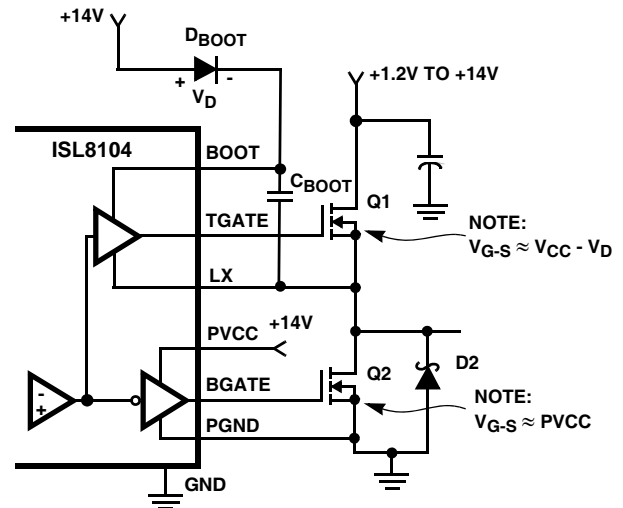 +14V
DBOOT
+ -
VD
+1.2V TO +14V
ISL8104
BOOT
CBOOT
Q1
TGATE
NOTE:
VG-S ≈ VCC - VD
LX
PVCC
+14V
D2
Q2
BGATE
NOTE:
VG-S ≈ PVCC
-
+
PGND
GND